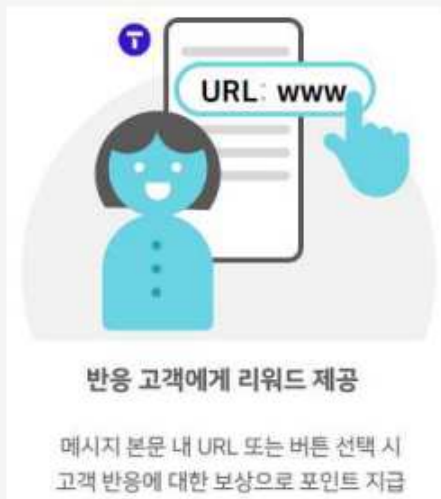 T
URL: www
반응 고객에게 리워드 제공
메시지 본문 내 URL 또는 버튼 선택 시
고객 반응에 대한 보상으로 포인트 지급